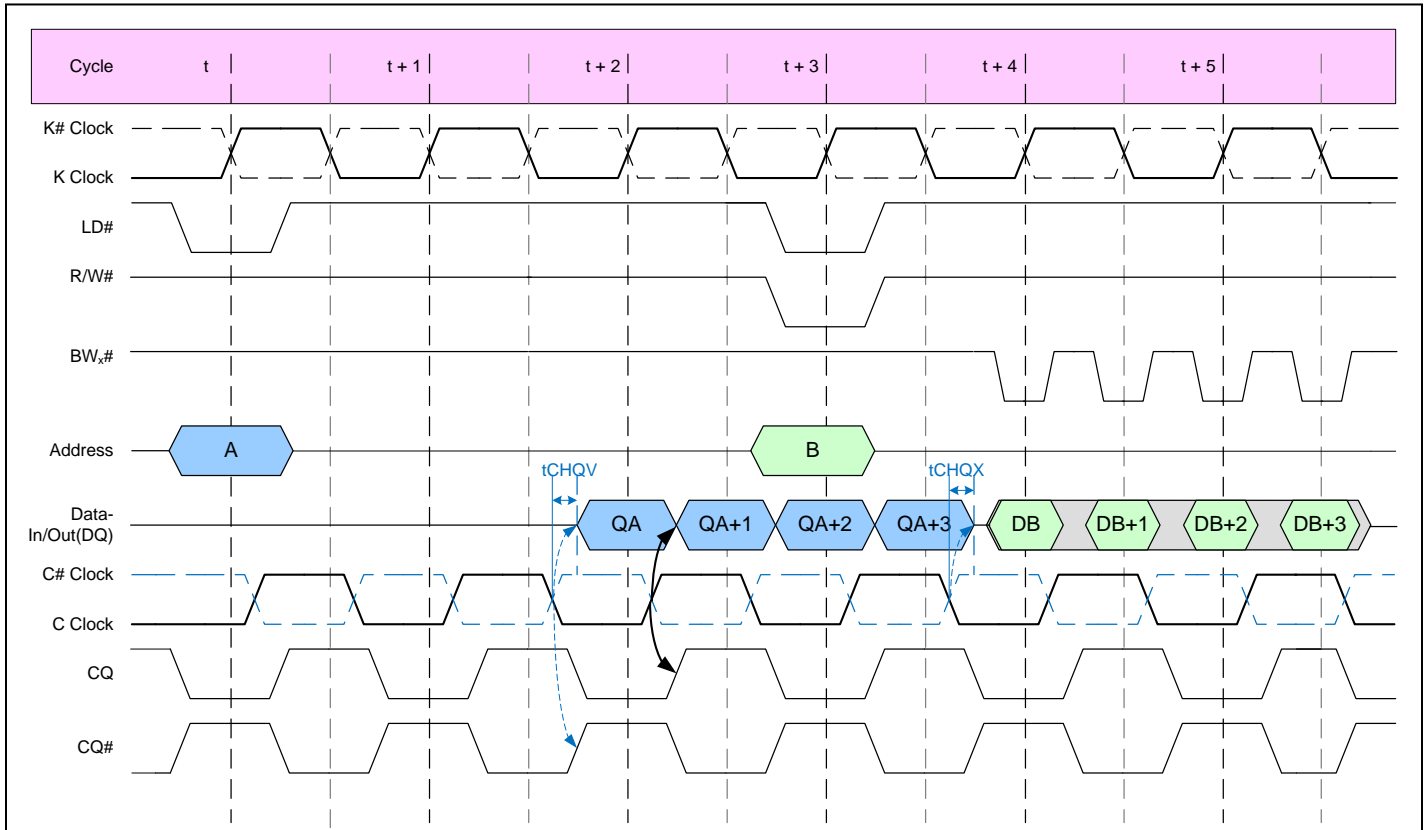 Cycle t t + 1 t + 2 t + 3 t + 4 t + 5
K# Clock
K Clock
LD#
R/W#
BWx#
Address A B
tCHQV tCHQX
Data-
In/Out(DQ) QA QA+1 QA+2 QA+3 DB DB+1 DB+2 DB+3
C# Clock
C Clock
CQ
CQ#